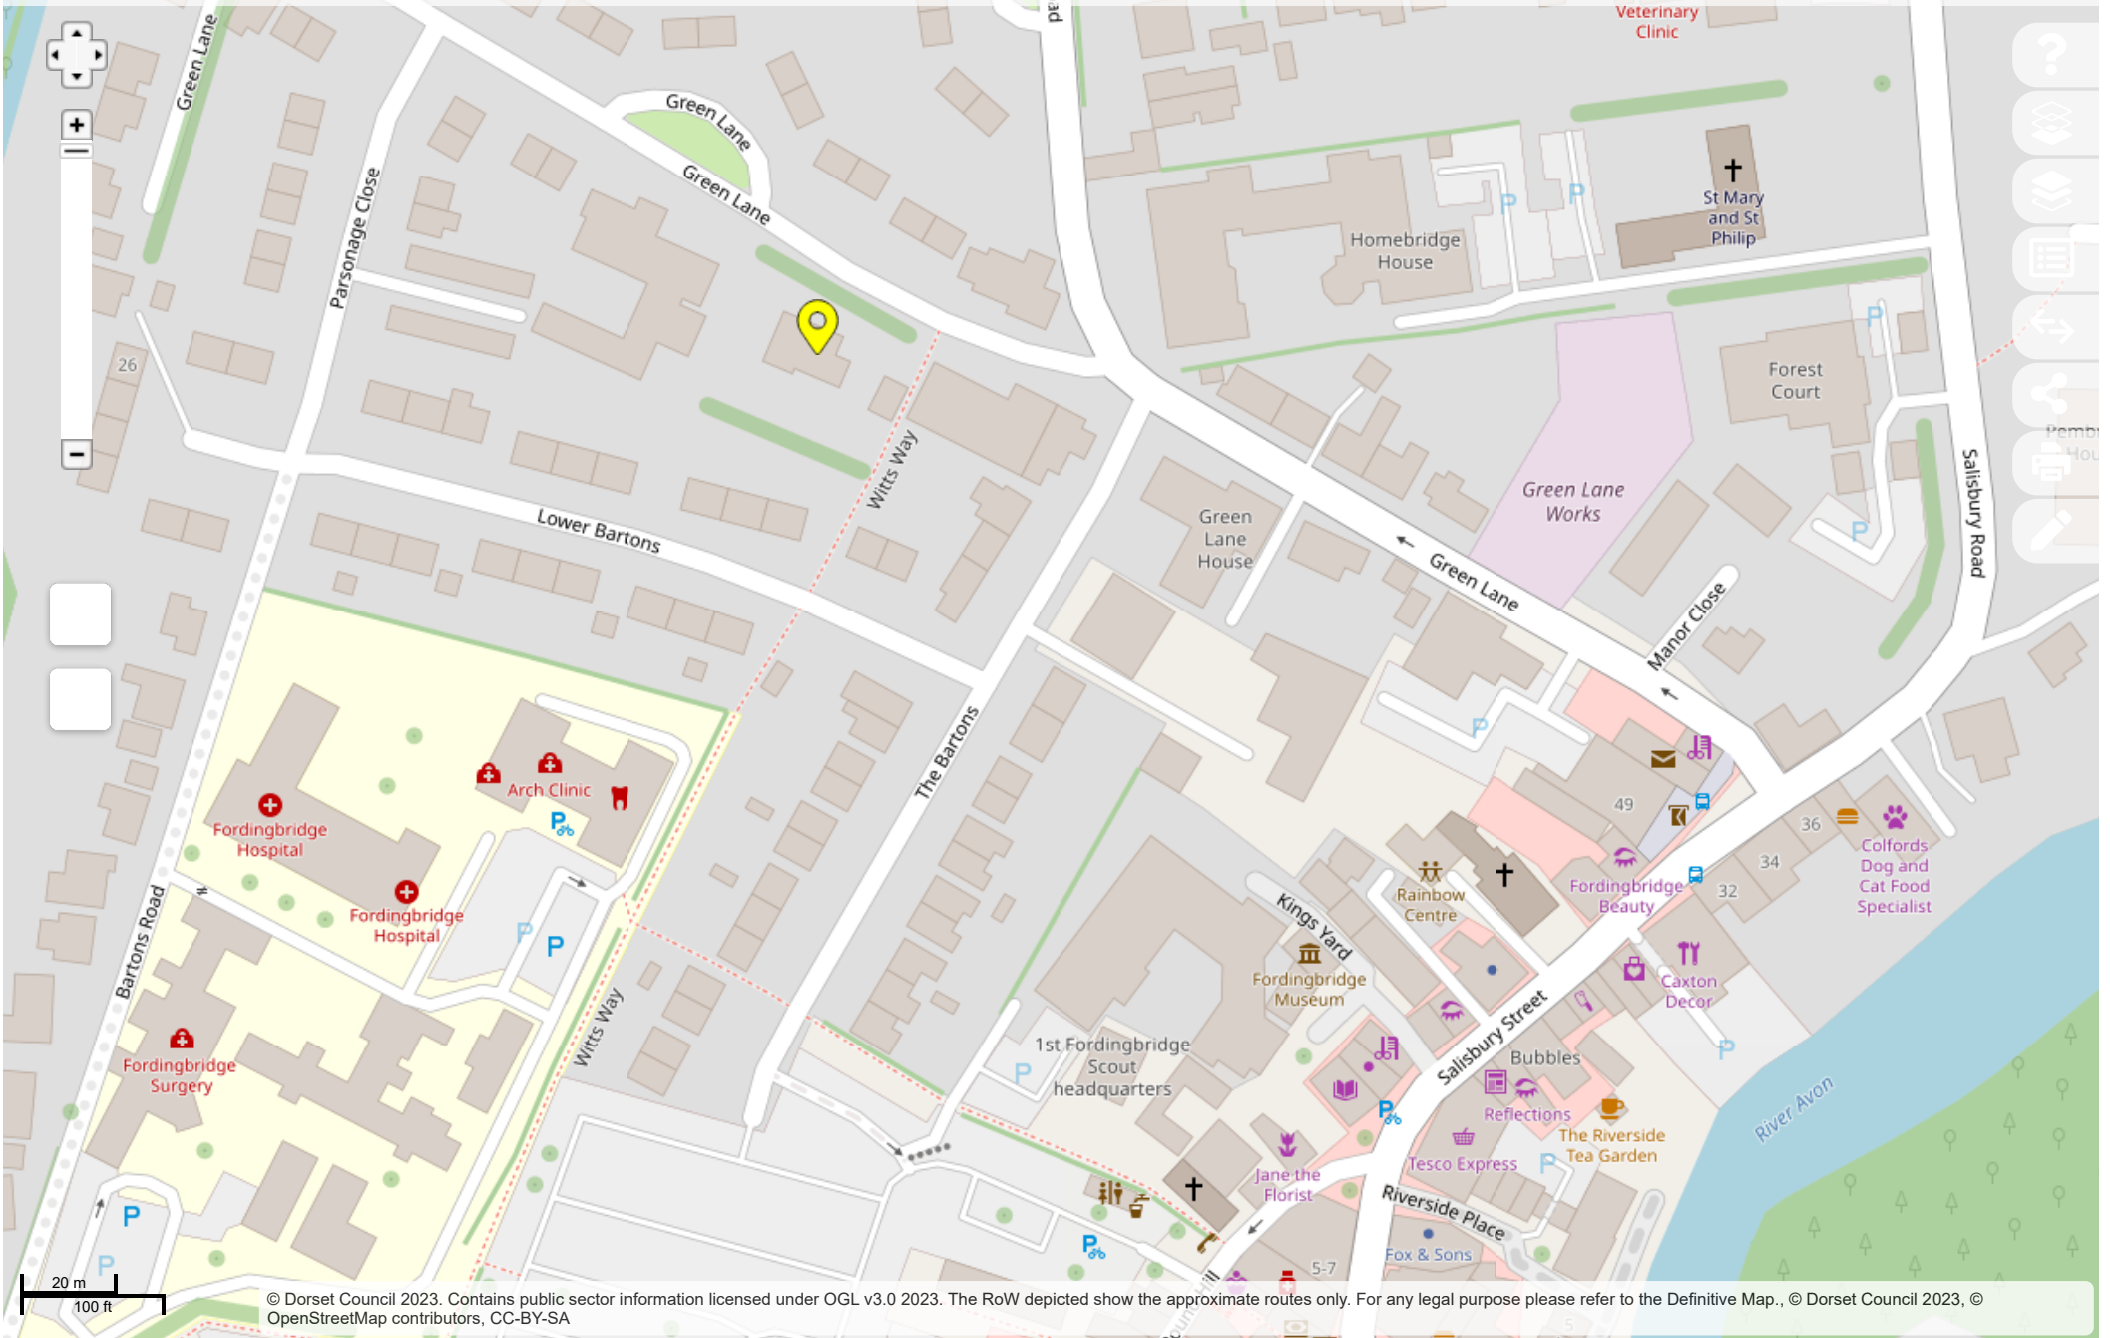 Green Lane
Veterinary
Clinic
ad
Green Lane
Green Lane
Parsonage Close
St Mary
and St
Philip
Homebridge
House
P
P
P
26
Forest
Court
Witts Way
Green Lane
Works
Green
Lane
House
Salisbury Road
P
Lower Bartons
Green Lane
Manor Close
The Bartons
P
Arch Clinic
Fordingbridge
Hospital
Fordingbridge
Hospital
P
P
P
Bartons Road
49
36
34
32
Colfords
Dog and
Cat Food
Specialist
Fordingbridge
Beauty
Rainbow
Centre
Kings Yard
Fordingbridge
Museum
Caxton
Decor
P
Salisbury Street
Witts Way
Fordingbridge
Surgery
1st Fordingbridge
Scout
headquarters
P
P
Bubbles
Reflections
The Riverside
Tea Garden
River Avon
Tesco Express
P
Jane the
Florist
Riverside Place
Fox & Sons
5-7
P
P
P
20 m
100 ft
© Dorset Council 2023. Contains public sector information licensed under OGL v3.0 2023. The RoW depicted show the approximate routes only. For any legal purpose please refer to the Definitive Map., © Dorset Council 2023, ©
OpenStreetMap contributors, CC-BY-SA